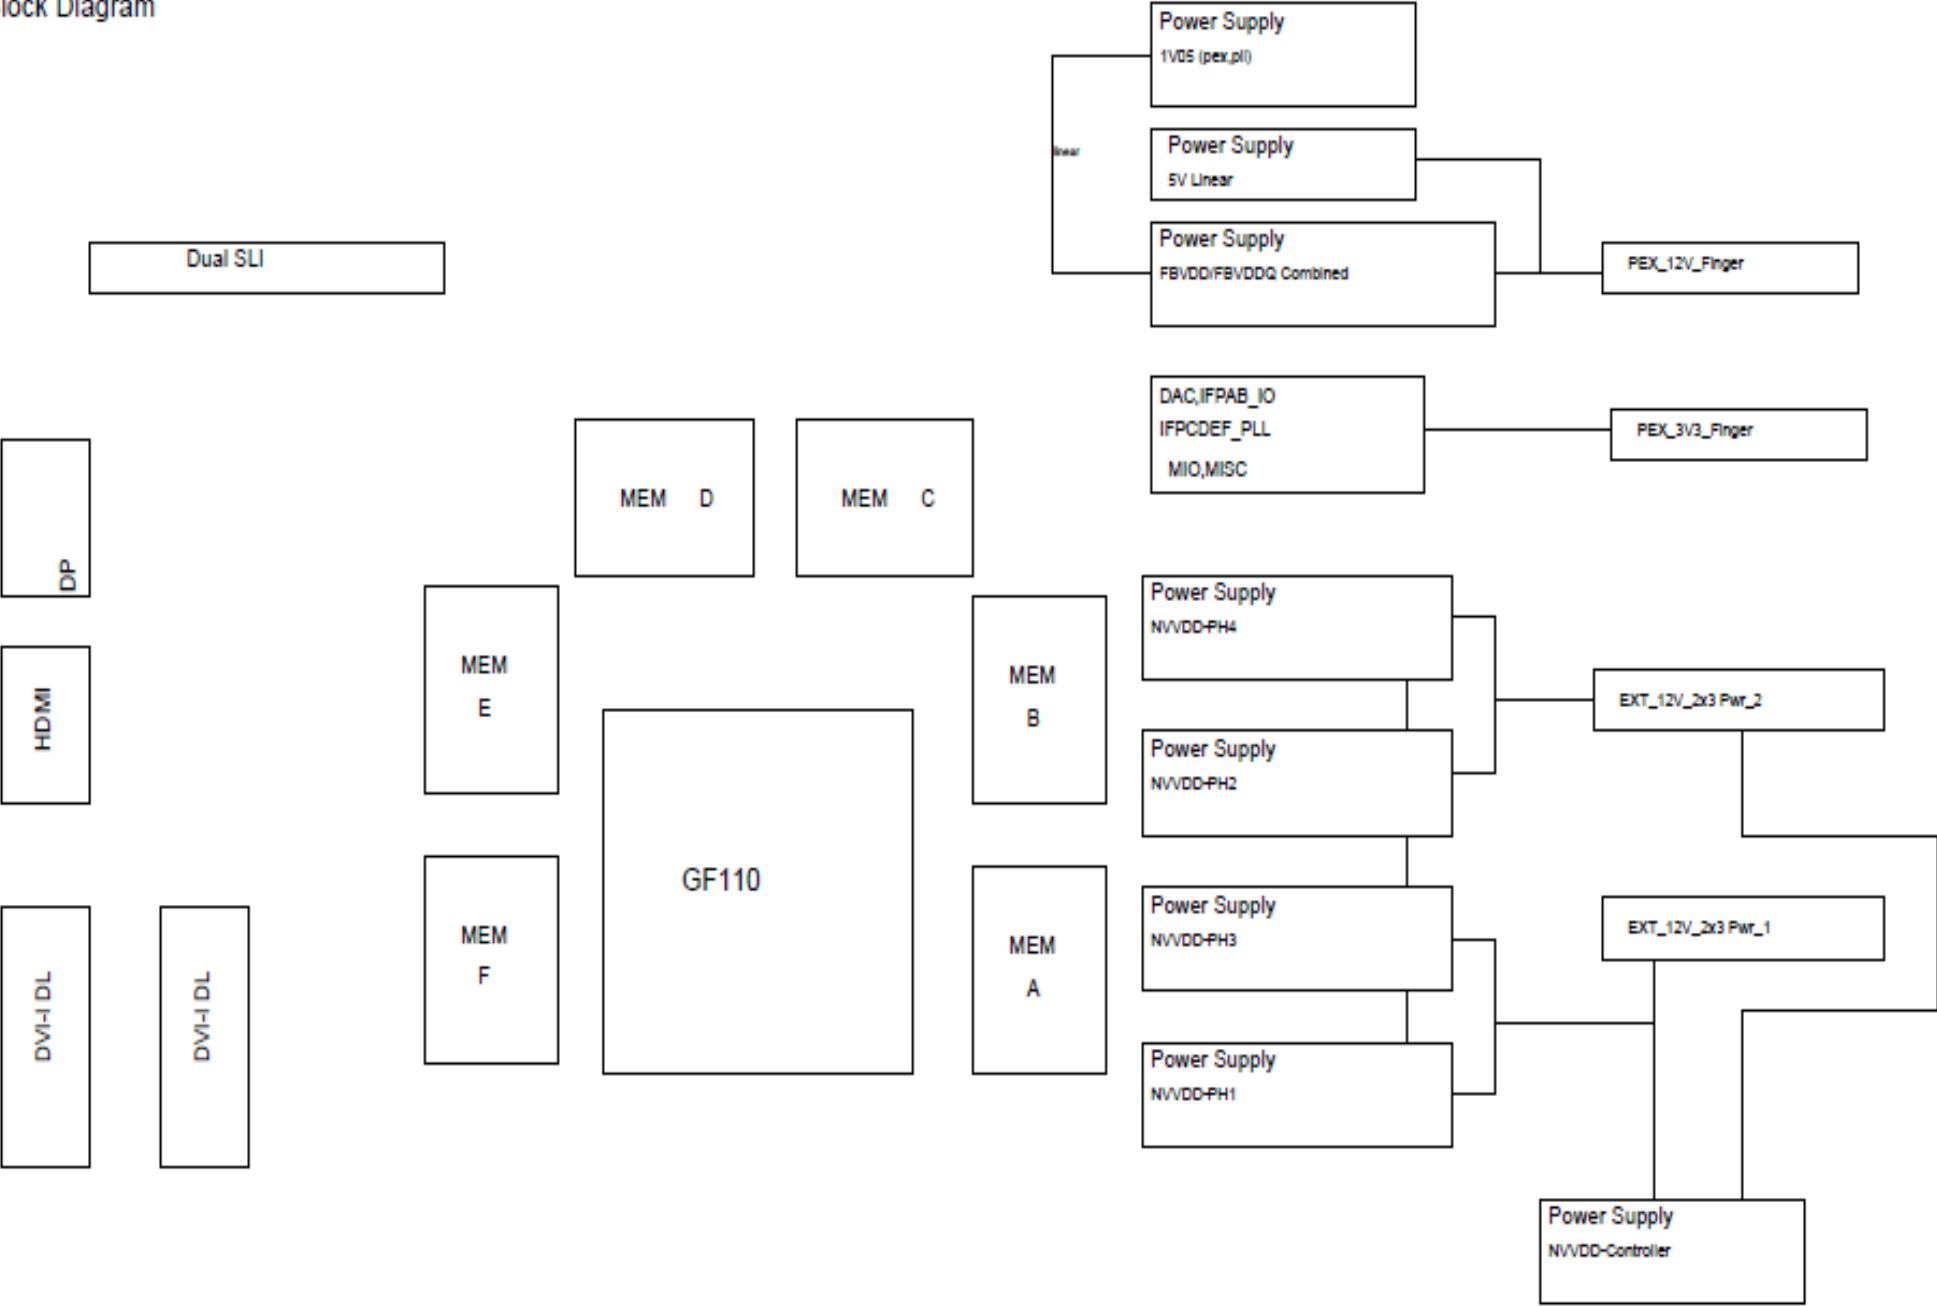 lock Diagram
Power Supply
1V05 (pex,pll)
linear
Power Supply
5V Linear
Power Supply
FBVDD/FBVDDQ Combined
PEX_12V_Finger
Dual SLI
DAC,IFPAB_IO
IFPCDEF_PLL
MIO,MISC
PEX_3V3_Finger
MEM D
MEM C
DP
HDMI
MEM
E
MEM
B
Power Supply
NVVDD-PH4
EXT_12V_2x3 Pwr_2
Power Supply
NVVDD-PH2
GF110
MEM
F
MEM
A
Power Supply
NVVDD-PH3
EXT_12V_2x3 Pwr_1
DVI-I DL
DVI-I DL
Power Supply
NVVDD-PH1
Power Supply
NVVDD-Controller